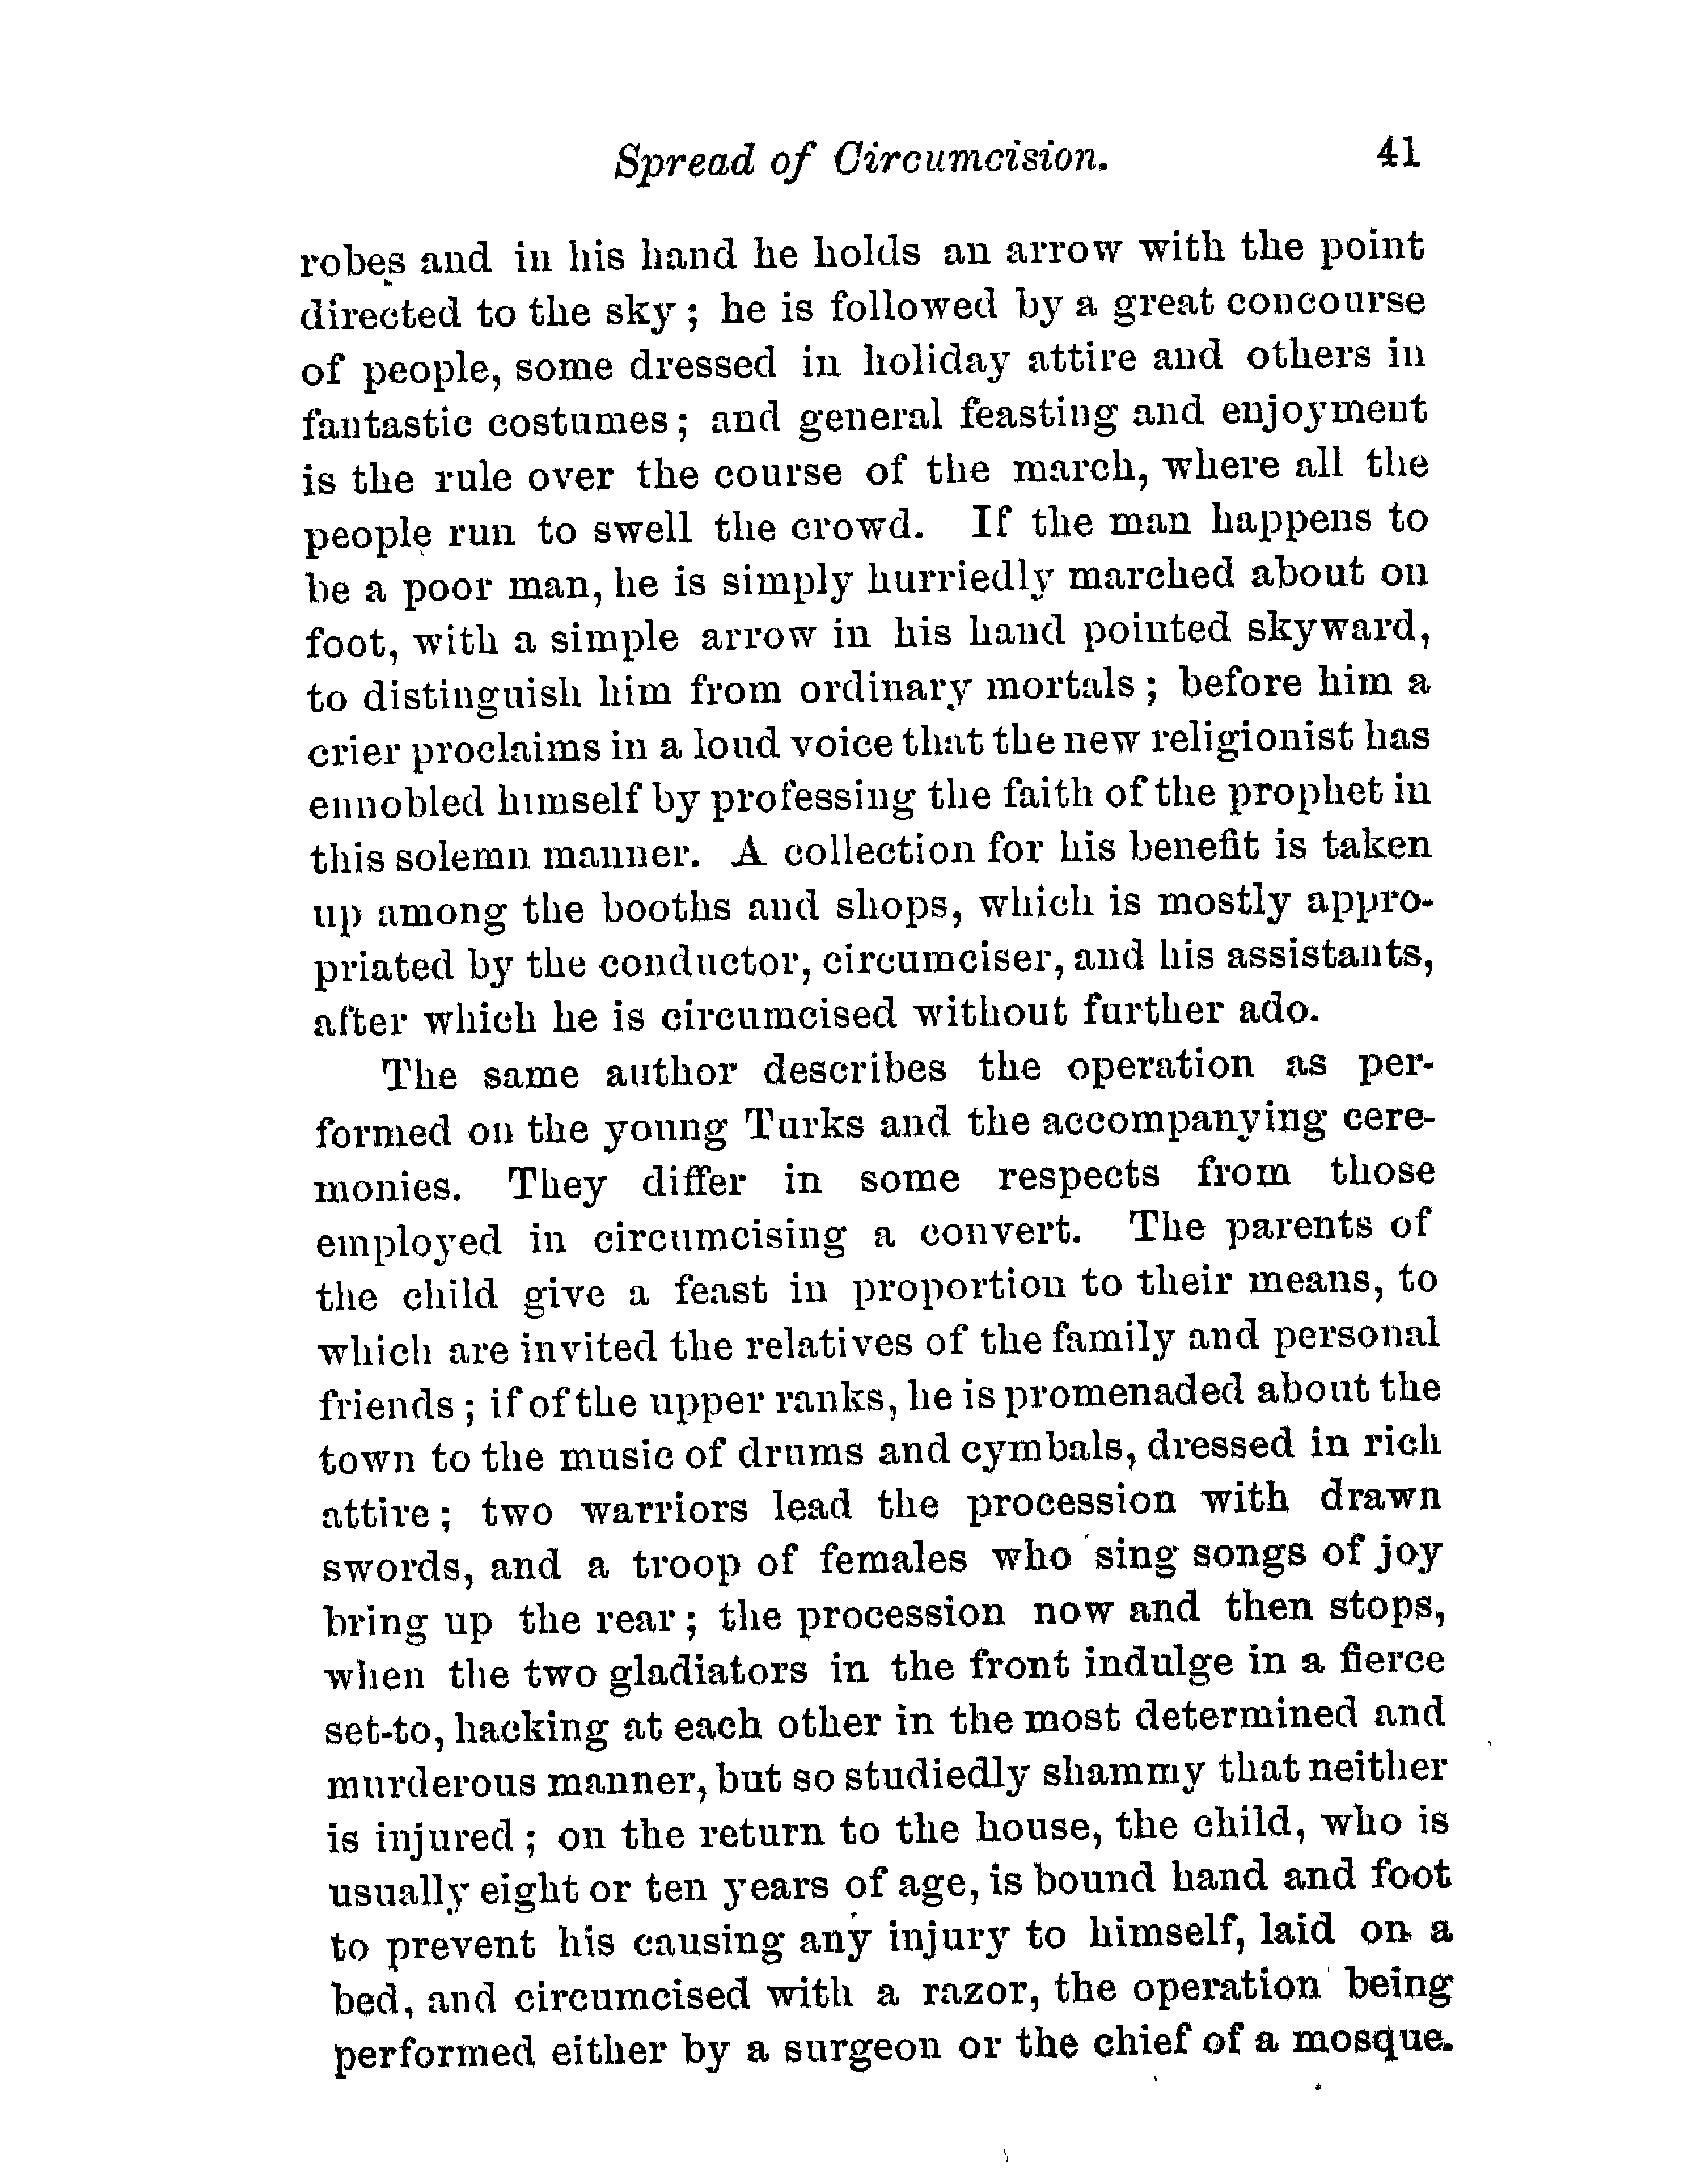 Spread of Circumcision. 41
robes and in his hand he holds an arrow with the point
directed to the sky ; he is followed by a great concourse
of people, some dressed in holiday attire and others in
fantastic costumes ; and general feasting and enjoyment
is the rule over the course of the march, where all the
people run to swell the crowd. If the man happens to
be a poor man, he is simply hurriedly marched about on
foot, with a simple arrow in his hand pointed skyward,
to distinguish him from ordinary mortals ; before him a
crier proclaims in a loud voice that the new religionist has
ennobled himself by professing the faith of the prophet in
this solemn manner. A collection for his benefit is taken
up among the booths and shops, which is mostly appro-
priated by the conductor, circumciser, and his assistants,
after which he is circumcised without further ado.
The same author describes the operation as per-
formed on the young Turks and the accompanying cere-
monies. They differ in some respects from those
employed in circumcising a convert. The parents of
the child give a feast in proportion to their means, to
which are invited the relatives of the family and personal
friends ; if of the upper ranks, he is promenaded about the
town to the music of drums and cymbals, dressed in rich
attire ; two warriors lead the procession with drawn
swords, and a troop of females who sing songs of joy
bring up the rear ; the procession now and then stops,
when the two gladiators in the front indulge in a fierce
set-to, hacking at each other in the most determined and
murderous manner, but so studiedly shammy that neither
is injured ; on the return to the house, the child, who is
usually eight or ten years of age, is bound hand and foot
to prevent his causing any injury to himself, laid on a
bed, and circumcised with a razor, the operation being
performed either by a surgeon or the chief of a mosque.